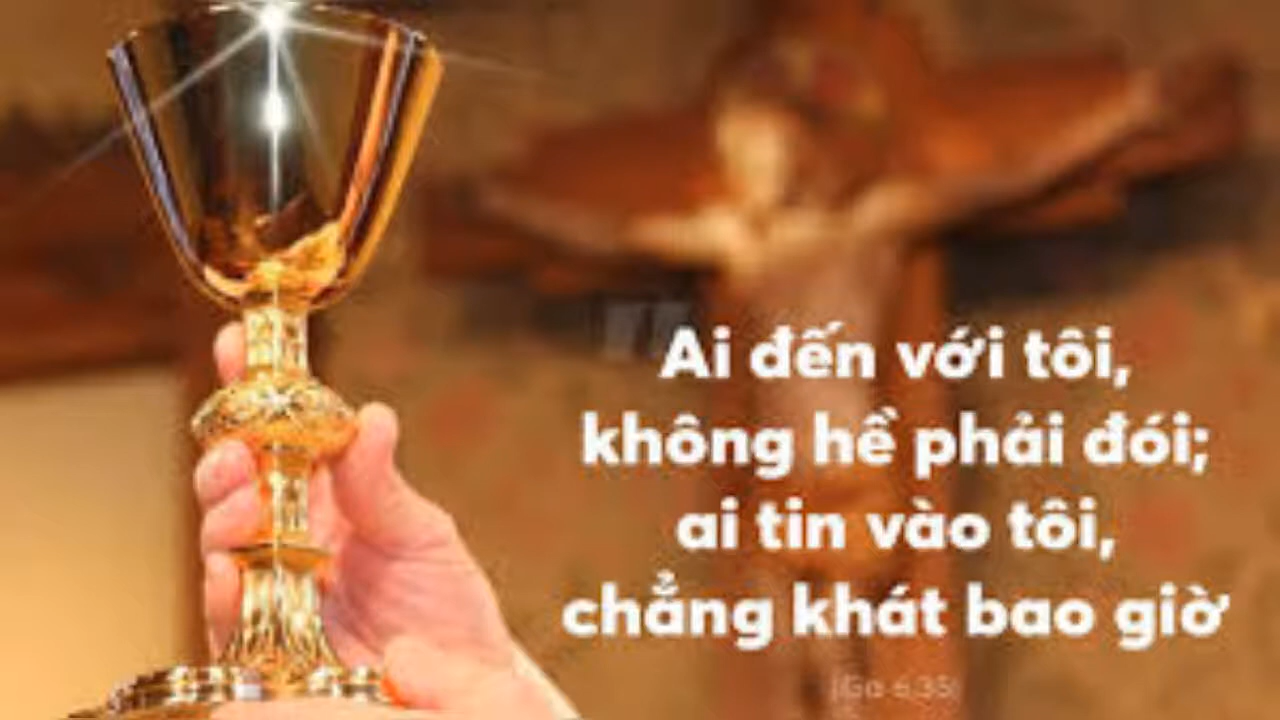 Ai đến với tôi,
không hề phải đói;
ai tin vào tôi,
chẳng khát bao giờ
(Ga 6,35)